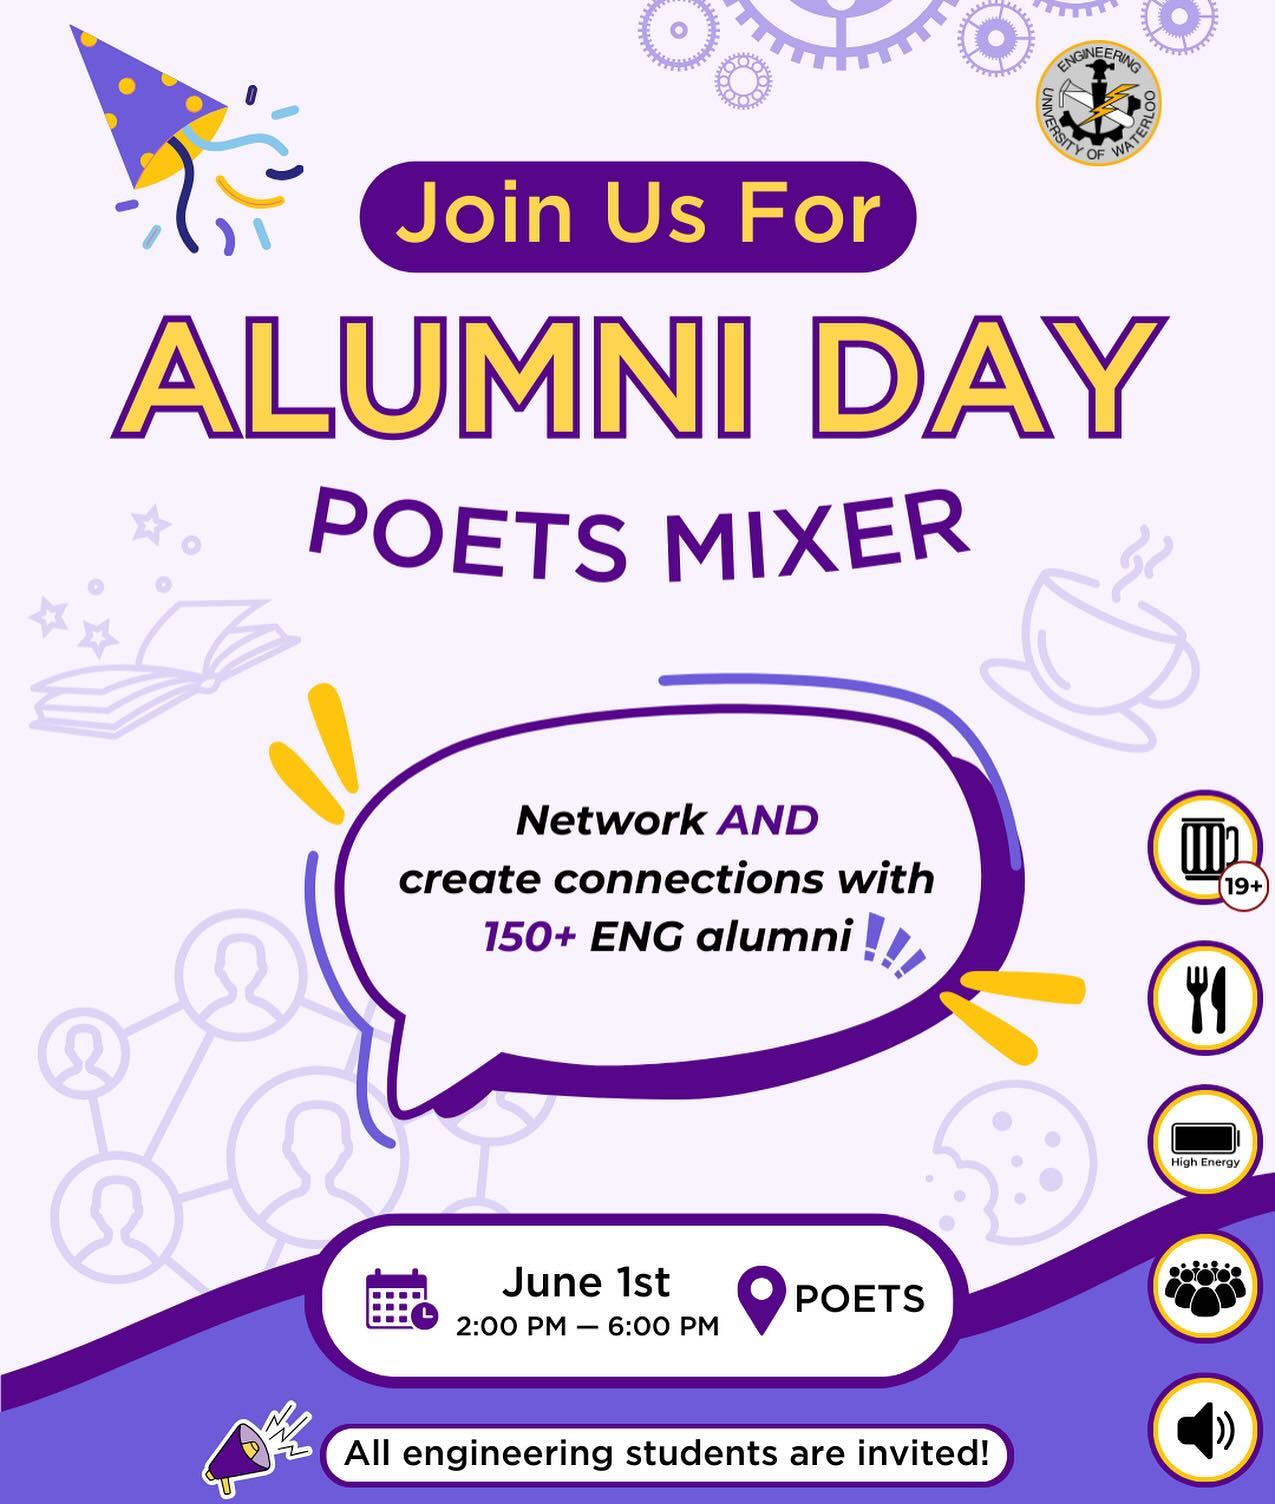 ENGINEERING
UNIVERSITY OF WATERLOO
Join Us For
ALUMNI DAY
POETS MIXER
Network AND
create connections with
150+ ENG alumni!!!
19+
High Energy
June 1st
2:00 PM — 6:00 PM
POETS
All engineering students are invited!